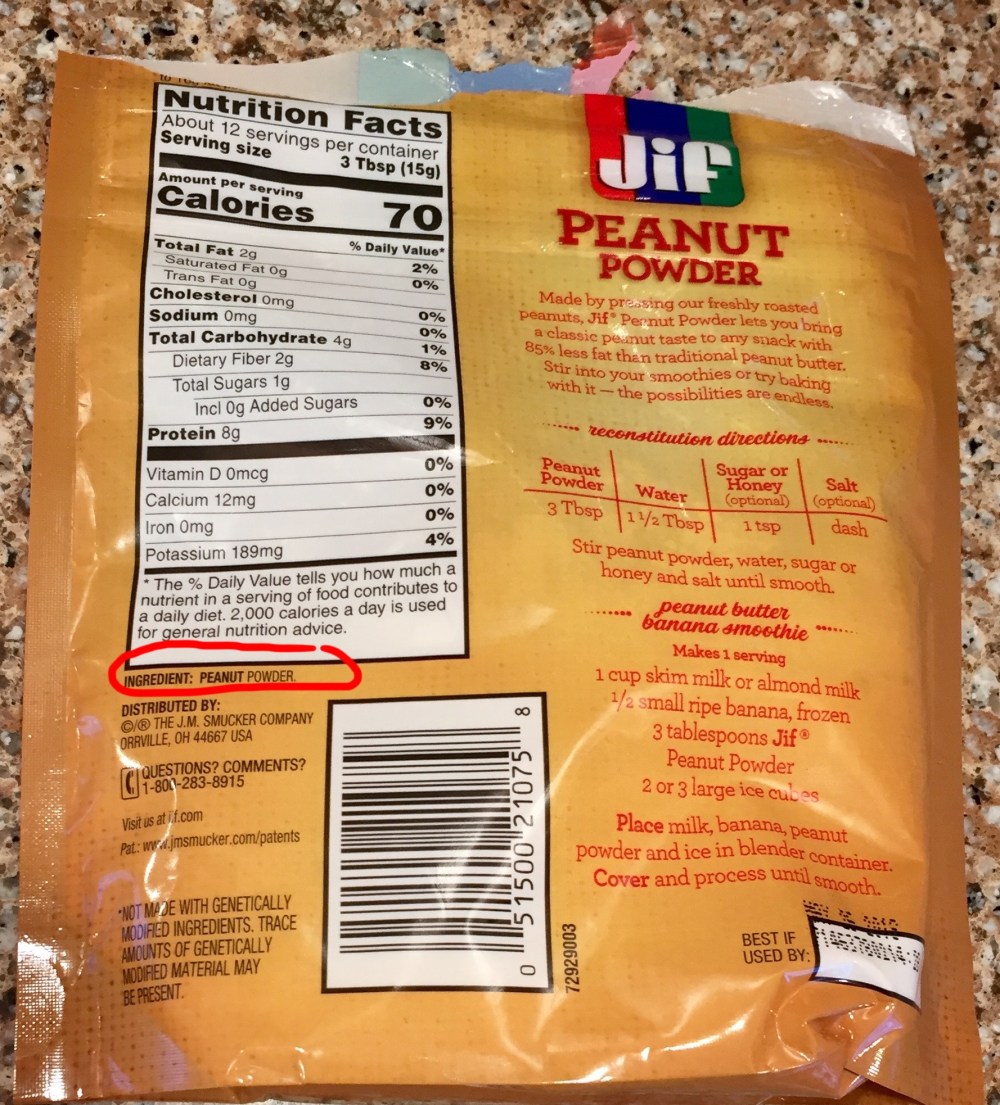 Nutrition Facts
About 12 servings per container
Serving size 3 Tbsp (15g)
Amount per serving
Calories 70
% Daily Value*
Total Fat 2g 2%
Saturated Fat 0g 0%
Trans Fat 0g
Cholesterol 0mg 0%
Sodium 0mg 0%
Total Carbohydrate 4g 1%
Dietary Fiber 2g 8%
Total Sugars 1g
Incl 0g Added Sugars 0%
Protein 8g 9%
Vitamin D 0mcg 0%
Calcium 12mg 0%
Iron 0mg 0%
Potassium 189mg 4%
* The % Daily Value tells you how much a
nutrient in a serving of food contributes to
a daily diet. 2,000 calories a day is used
for general nutrition advice.
INGREDIENT: PEANUT POWDER.
DISTRIBUTED BY:
©/® THE J.M. SMUCKER COMPANY
ORRVILLE, OH 44667 USA
QUESTIONS? COMMENTS?
1-800-283-8915
Visit us at jif.com
Pat.: www.jmsmucker.com/patents
*NOT MADE WITH GENETICALLY
MODIFIED INGREDIENTS. TRACE
AMOUNTS OF GENETICALLY
MODIFIED MATERIAL MAY
BE PRESENT.
0 51500 21075 8
72929003
Jif
PEANUT
POWDER
Made by pressing our freshly roasted
peanuts, Jif® Peanut Powder lets you bring
a classic peanut taste to any snack with
85% less fat than traditional peanut butter.
Stir into your smoothies or try baking
with it — the possibilities are endless.
reconstitution directions
Peanut Powder Water Sugar or Honey (optional) Salt (optional)
3 Tbsp 1 1/2 Tbsp 1 tsp dash
Stir peanut powder, water, sugar or
honey and salt until smooth.
peanut butter
banana smoothie
Makes 1 serving
1 cup skim milk or almond milk
1/2 small ripe banana, frozen
3 tablespoons Jif®
Peanut Powder
2 or 3 large ice cubes
Place milk, banana, peanut
powder and ice in blender container.
Cover and process until smooth.
BEST IF
USED BY: